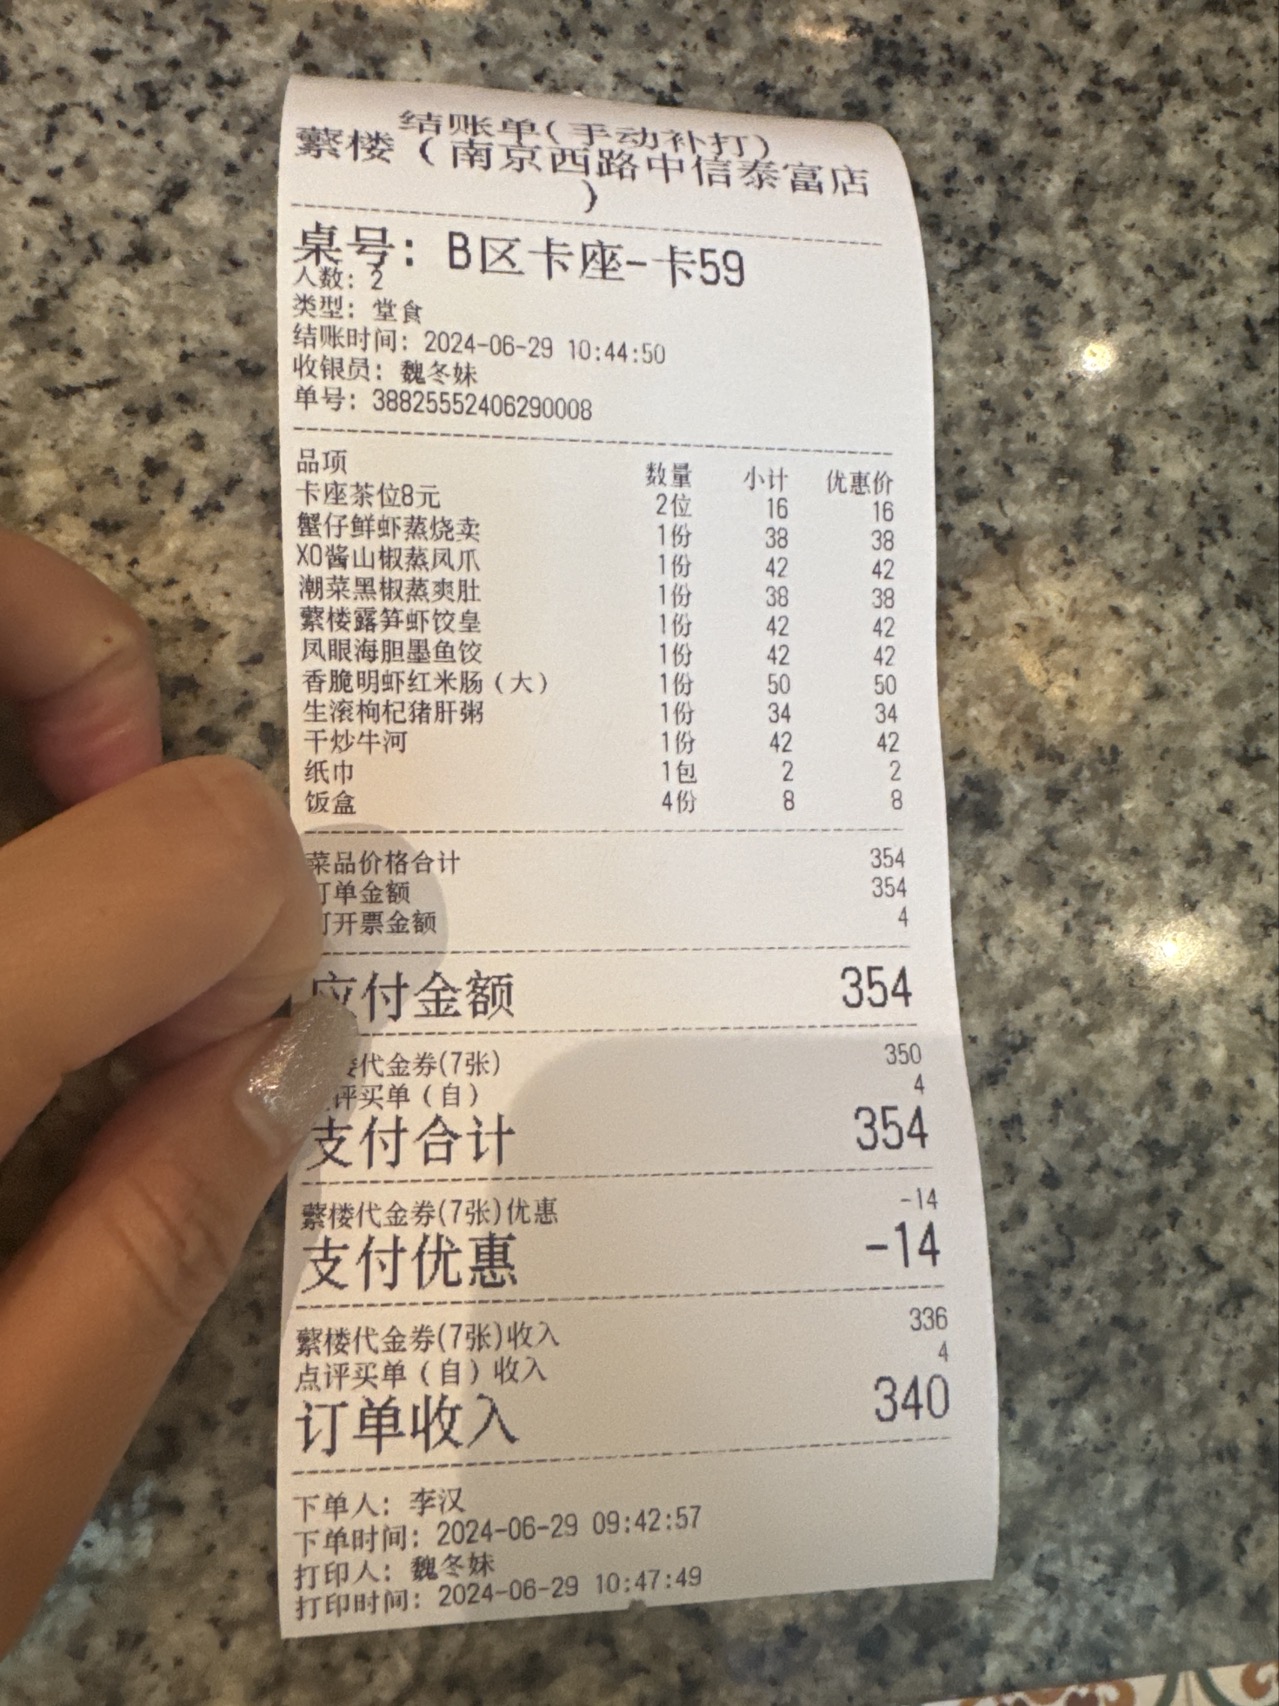 结账单(手动补打)
蘩楼（南京西路中信泰富店
）
桌号: B区卡座-卡59
人数: 2
类型: 堂食
结账时间: 2024-06-29 10:44:50
收银员: 魏冬妹
单号: 38825552406290008
品项 数量 小计 优惠价
卡座茶位8元 2位 16 16
蟹仔鲜虾蒸烧卖 1份 38 38
XO酱山椒蒸凤爪 1份 42 42
潮菜黑椒蒸爽肚 1份 38 38
蘩楼露笋虾饺皇 1份 42 42
凤眼海胆墨鱼饺 1份 42 42
香脆明虾红米肠（大） 1份 50 50
生滚枸杞猪肝粥 1份 34 34
干炒牛河 1份 42 42
纸巾 1包 2 2
饭盒 4份 8 8
菜品价格合计 354
订单金额 354
可开票金额 4
应付金额 354
楼代金券(7张) 350
评买单（自） 4
支付合计 354
蘩楼代金券(7张)优惠 -14
支付优惠 -14
蘩楼代金券(7张)收入 336
点评买单（自）收入 4
订单收入 340
下单人: 李汉
下单时间: 2024-06-29 09:42:57
打印人: 魏冬妹
打印时间: 2024-06-29 10:47:49